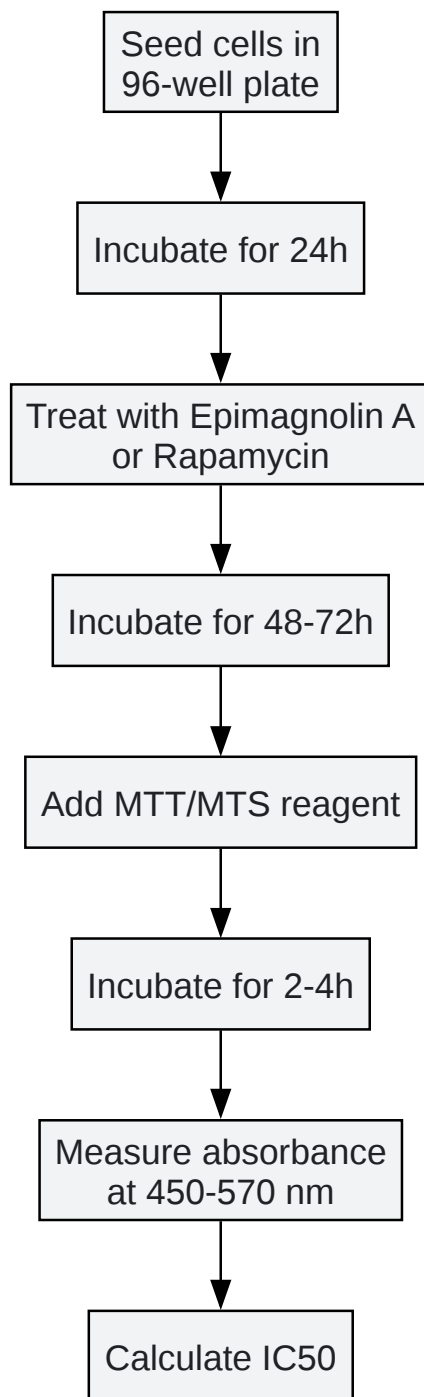 Seed cells in
96-well plate
Incubate for 24h
Treat with Epimagnolin A
or Rapamycin
Incubate for 48-72h
Add MTT/MTS reagent
Incubate for 2-4h
Measure absorbance
at 450-570 nm
Calculate IC50